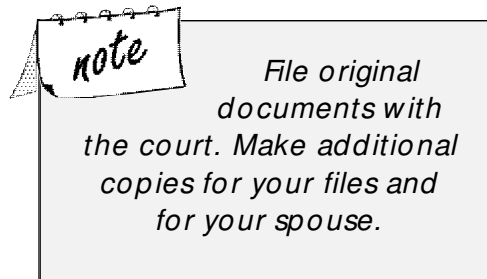 note
File original
documents with
the court. Make additional
copies for your files and
for your spouse.